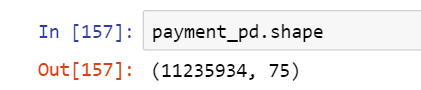 In [157]: payment_pd.shape
Out[157]: (11235934, 75)